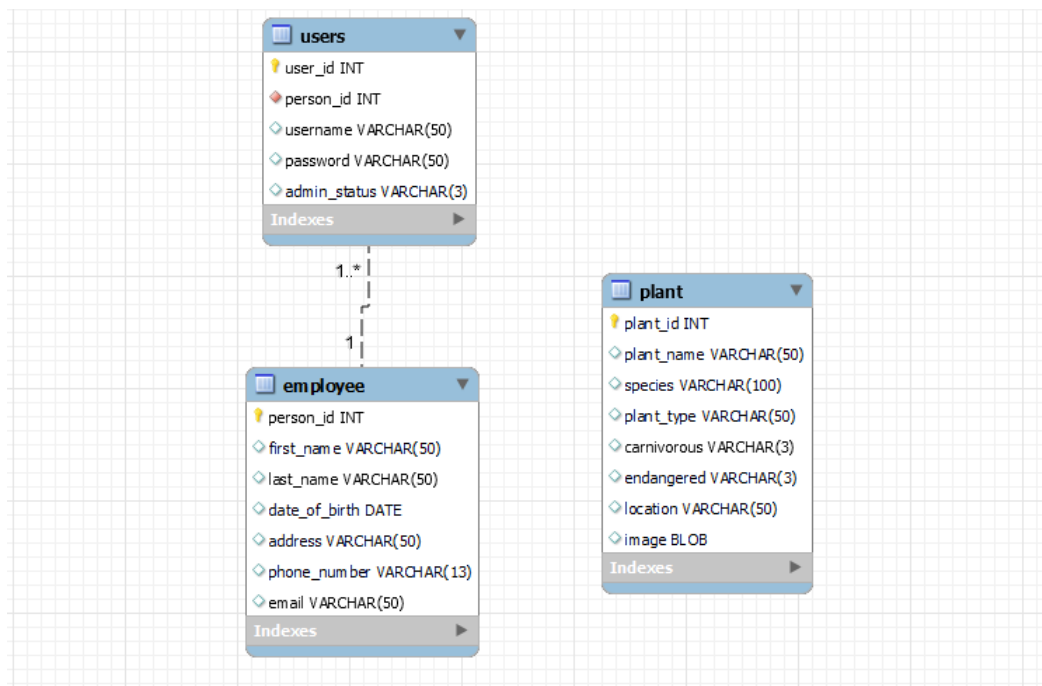 users
user_id INT
person_id INT
username VARCHAR(50)
password VARCHAR(50)
admin_status VARCHAR(3)
Indexes
1..*
1
employee
person_id INT
first_name VARCHAR(50)
last_name VARCHAR(50)
date_of_birth DATE
address VARCHAR(50)
phone_number VARCHAR(13)
email VARCHAR(50)
Indexes
plant
plant_id INT
plant_name VARCHAR(50)
species VARCHAR(100)
plant_type VARCHAR(50)
carnivorous VARCHAR(3)
endangered VARCHAR(3)
location VARCHAR(50)
image BLOB
Indexes